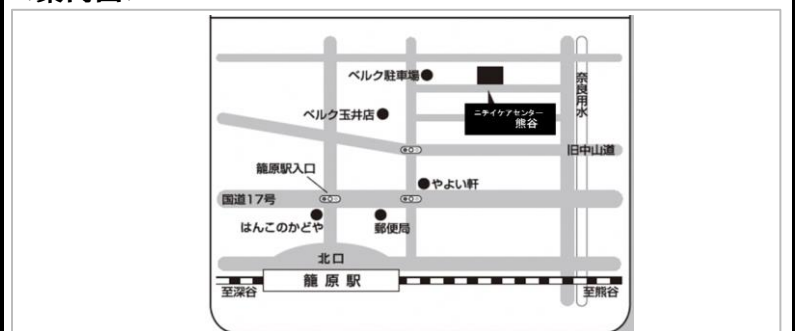 ベルク駐車場
奈良用水
ニチイケアセンター
熊谷
ベルク玉井店
旧中山道
籠原駅入口
やよい軒
国道17号
はんこのかどや
郵便局
北口
籠原駅
至深谷
至熊谷